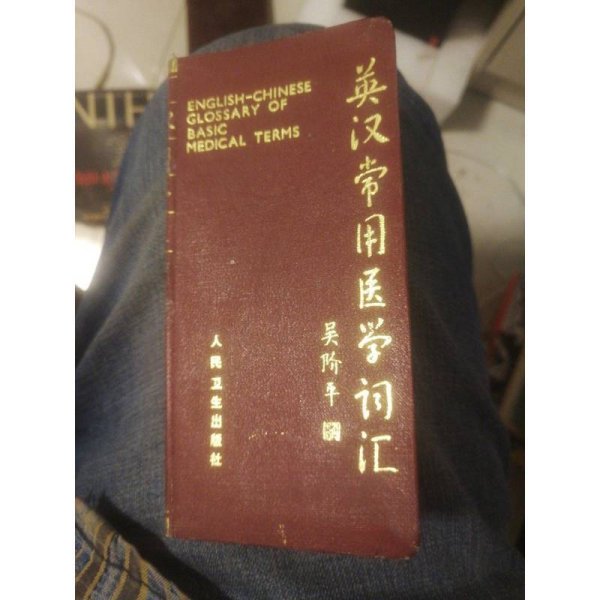 ENGLISH-CHINESE
GLOSSARY OF
BASIC
MEDICAL TERMS
英汉常用医学词汇
吴阶平
人民卫生出版社